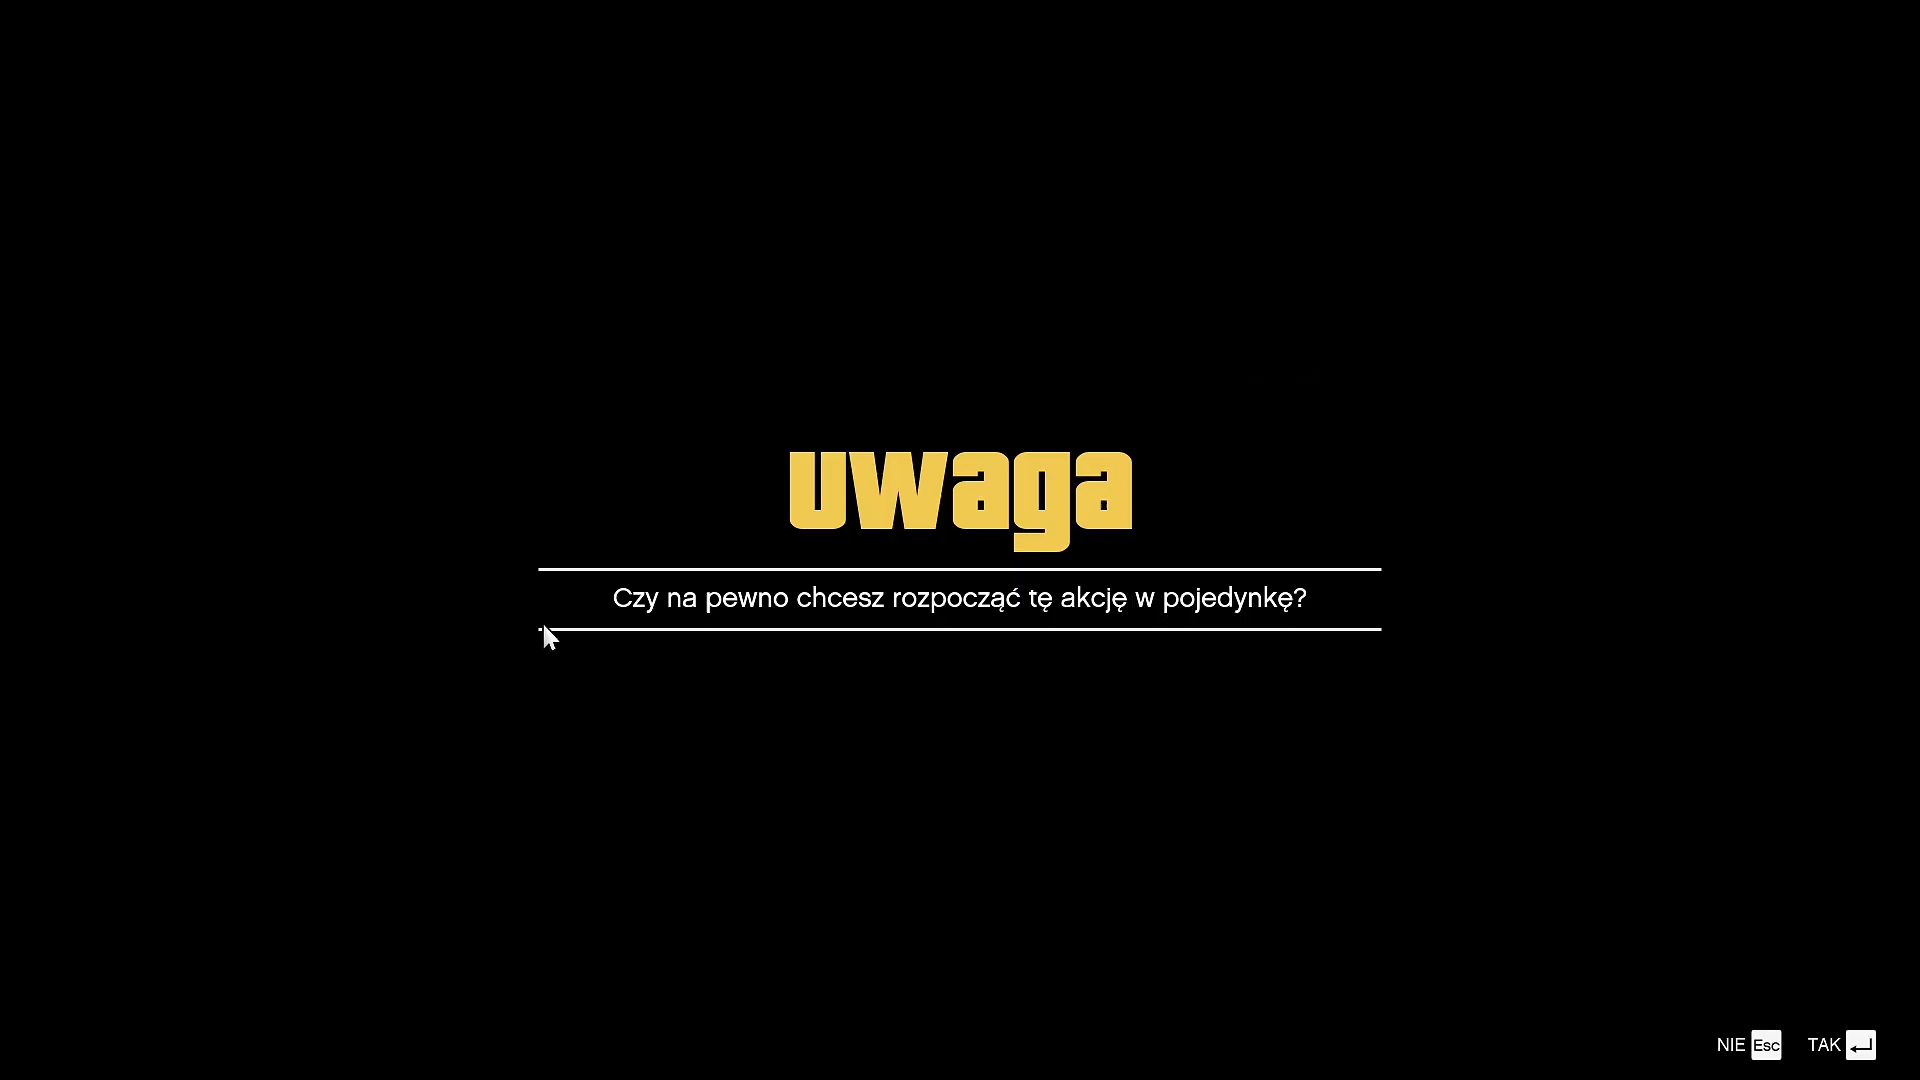 uwaga
Czy na pewno chcesz rozpocząć tę akcję w pojedynkę?
NIE Esc TAK